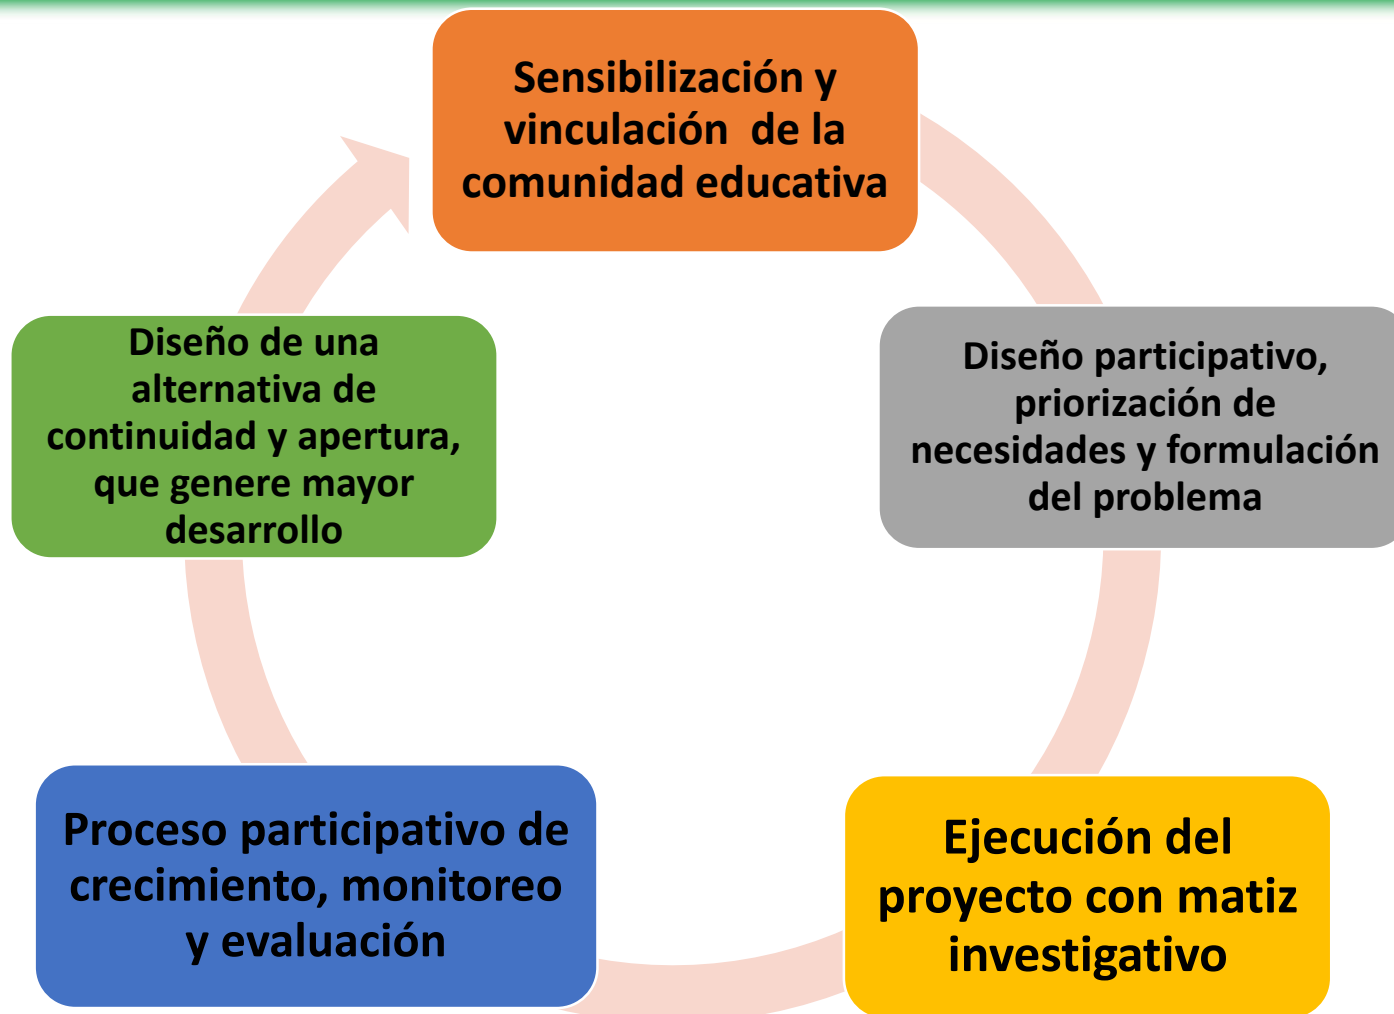 Sensibilización y
vinculación de la
comunidad educativa
Diseño participativo,
priorización de
necesidades y formulación
del problema
Ejecución del
proyecto con matiz
investigativo
Proceso participativo de
crecimiento, monitoreo
y evaluación
Diseño de una
alternativa de
continuidad y apertura,
que genere mayor
desarrollo